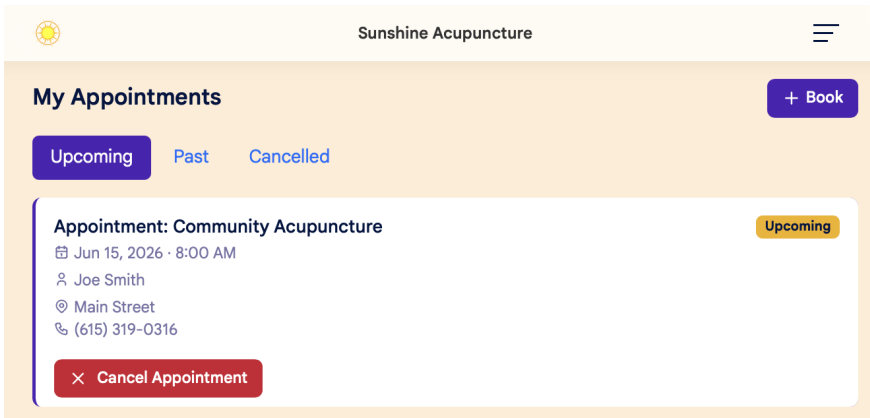 Sunshine Acupuncture
My Appointments
+ Book
Upcoming Past Cancelled
Appointment: Community Acupuncture
Upcoming
Jun 15, 2026 · 8:00 AM
Joe Smith
Main Street
(615) 319-0316
Cancel Appointment